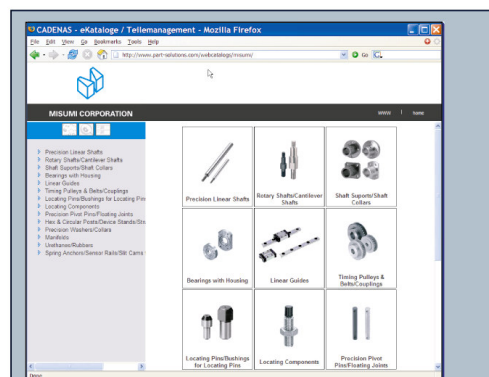 CADENAS - eKataloge / Teilemanagement - Mozilla Firefox
File Edit View Go Bookmarks Tools Help
http://www.part-solutions.com/webcatalogs/misumi/
Go
MISUMI CORPORATION
WWW | home
Precision Linear Shafts
Rotary Shafts/Cantilever Shafts
Shaft Suports/Shaft Collars
Bearings with Housing
Linear Guides
Timing Pulleys & Belts/Couplings
Locating Pins/Bushings for Locating Pin
Locating Components
Precision Pivot Pins/Floating Joints
Hex & Circular Posts/Device Stands/Str
Precision Washers/Collars
Manifolds
Urethanes/Rubbers
Spring Anchors/Sensor Rails/Slit Cams
Precision Linear Shafts
Rotary Shafts/Cantilever
Shafts
Shaft Suports/Shaft
Collars
Bearings with Housing
Linear Guides
Timing Pulleys &
Belts/Couplings
Locating Pins/Bushings
for Locating Pins
Locating Components
Precision Pivot
Pins/Floating Joints
Done